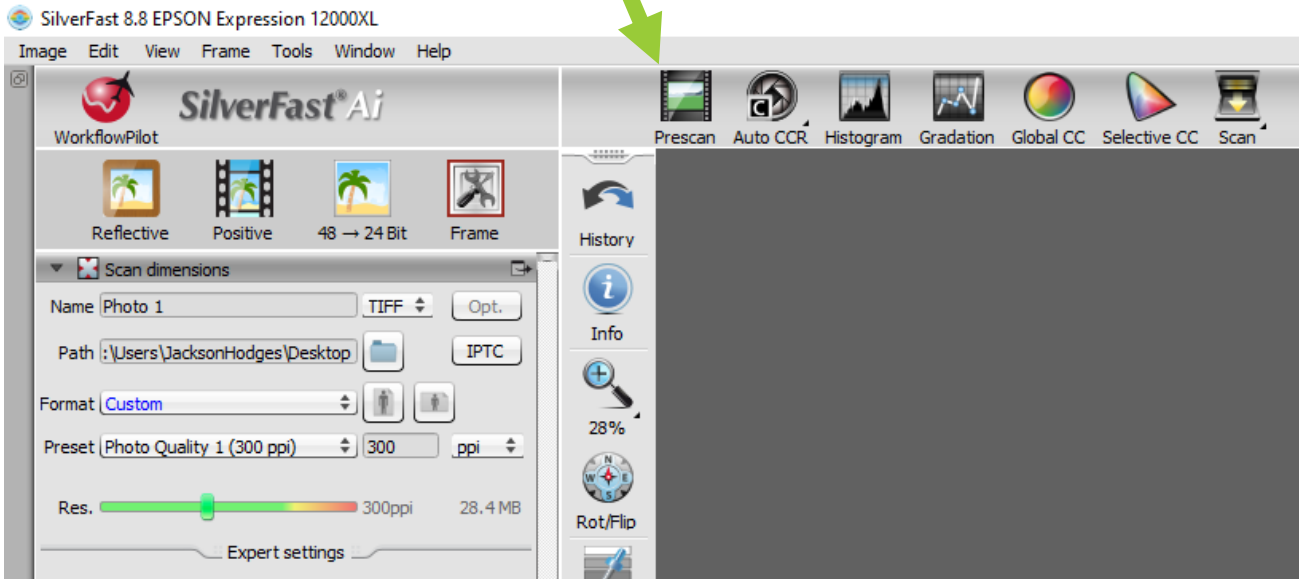 SilverFast 8.8 EPSON Expression 12000XL
Image Edit View Frame Tools Window Help
WorkflowPilot
SilverFast® Ai
Prescan Auto CCR Histogram Gradation Global CC Selective CC Scan
C
Reflective Positive 48 → 24 Bit Frame
Scan dimensions
Name Photo 1 TIFF Opt.
Path :\Users\JacksonHodges\Desktop IPTC
Format Custom
Preset Photo Quality 1 (300 ppi) 300 ppi
Res. 300ppi 28.4 MB
Expert settings
History
i
Info
28%
N
W E
S
Rot/Flip